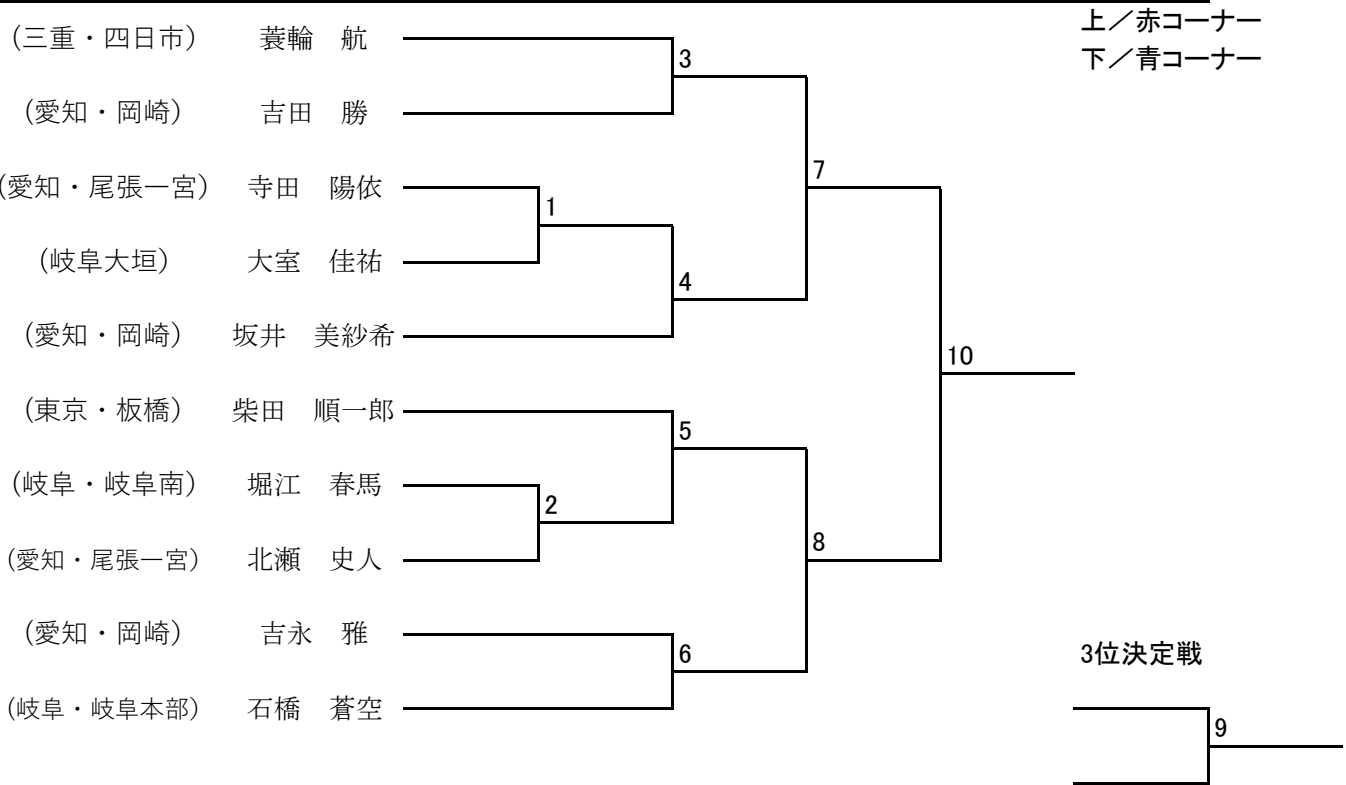 上／赤コーナー
下／青コーナー
(三重・四日市) 蓑輪　航
3
(愛知・岡崎) 吉田　勝
7
(愛知・尾張一宮) 寺田　陽依
1
(岐阜大垣) 大室　佳祐
4
(愛知・岡崎) 坂井　美紗希
10
(東京・板橋) 柴田　順一郎
5
(岐阜・岐阜南) 堀江　春馬
2
(愛知・尾張一宮) 北瀬　史人
8
(愛知・岡崎) 吉永　雅
6
3位決定戦
(岐阜・岐阜本部) 石橋　蒼空
9